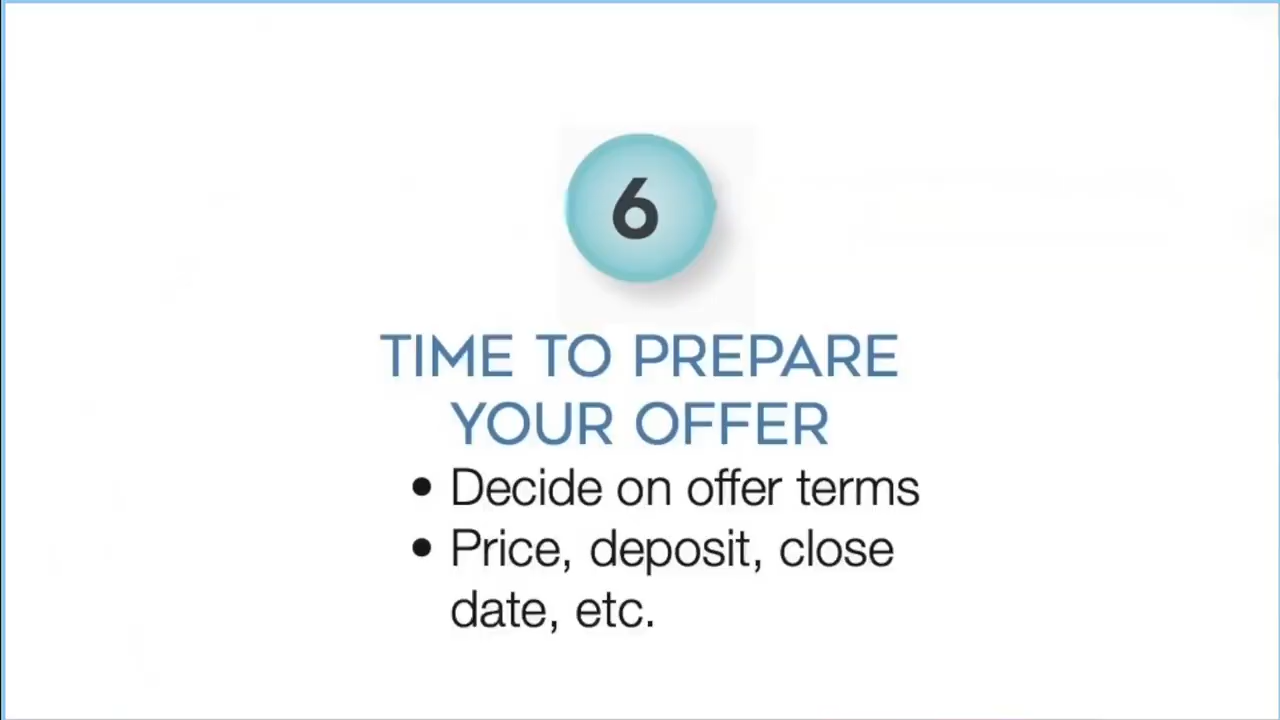 6
TIME TO PREPARE
YOUR OFFER
• Decide on offer terms
• Price, deposit, close
date, etc.